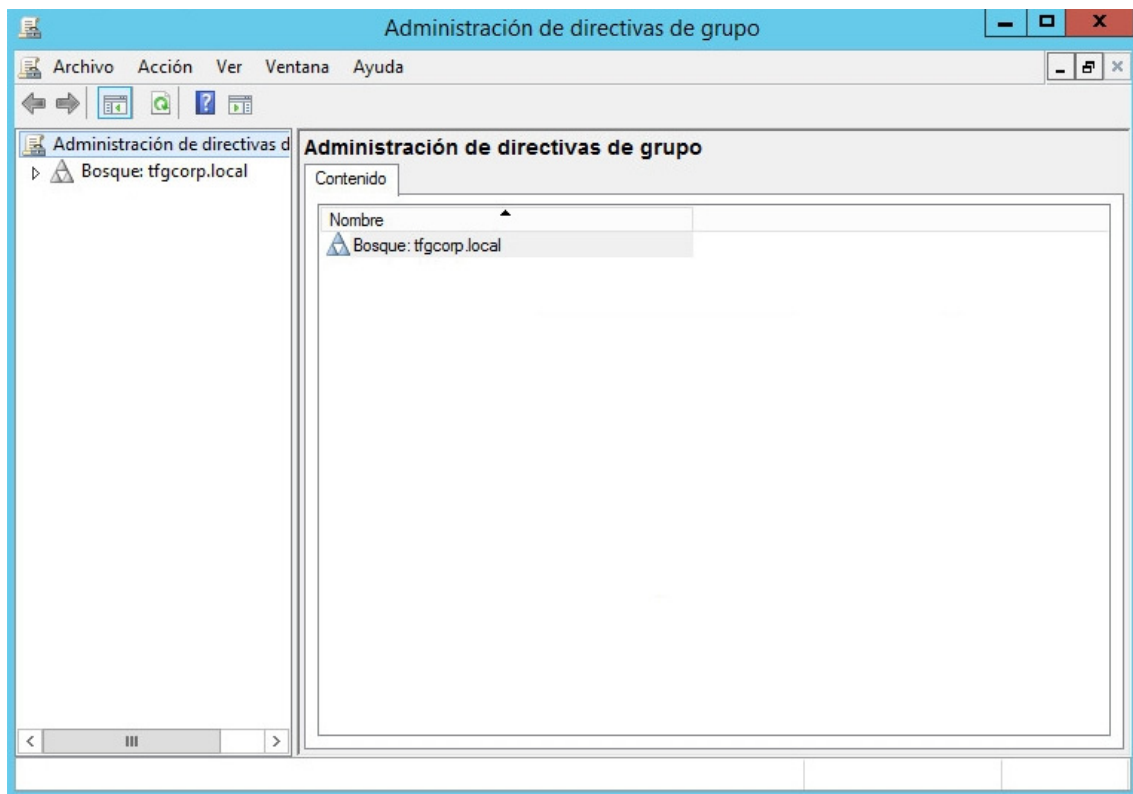 Administración de directivas de grupo
Archivo Acción Ver Ventana Ayuda
Administración de directivas d
Bosque: tfgcorp.local
Administración de directivas de grupo
Contenido
Nombre
Bosque: tfgcorp.local